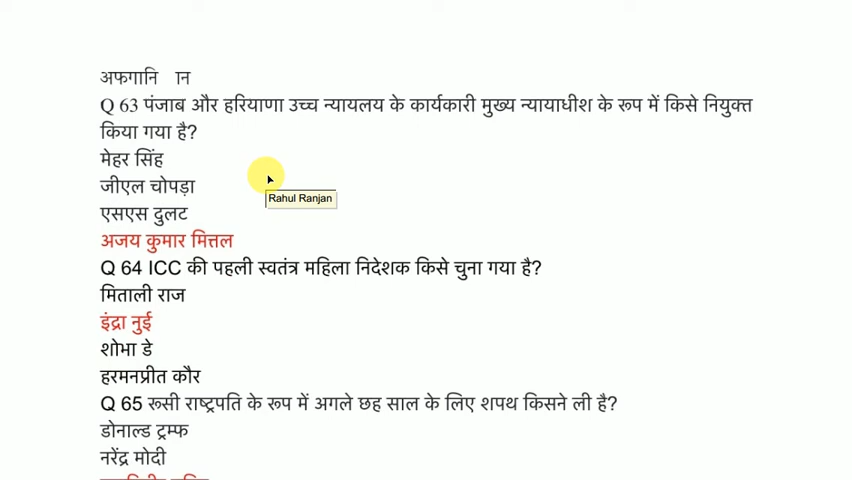 अफगानि ान
Q 63 पंजाब और हरियाणा उच्च न्यायलय के कार्यकारी मुख्य न्यायाधीश के रूप में किसे नियुक्त
किया गया है?
मेहर सिंह
जीएल चोपड़ा
Rahul Ranjan
एसएस दुलट
अजय कुमार मित्तल
Q 64 ICC की पहली स्वतंत्र महिला निदेशक किसे चुना गया है?
मिताली राज
इंद्रा नुई
शोभा डे
हरमनप्रीत कौर
Q 65 रूसी राष्ट्रपति के रूप में अगले छह साल के लिए शपथ किसने ली है?
डोनाल्ड ट्रम्फ
नरेंद्र मोदी